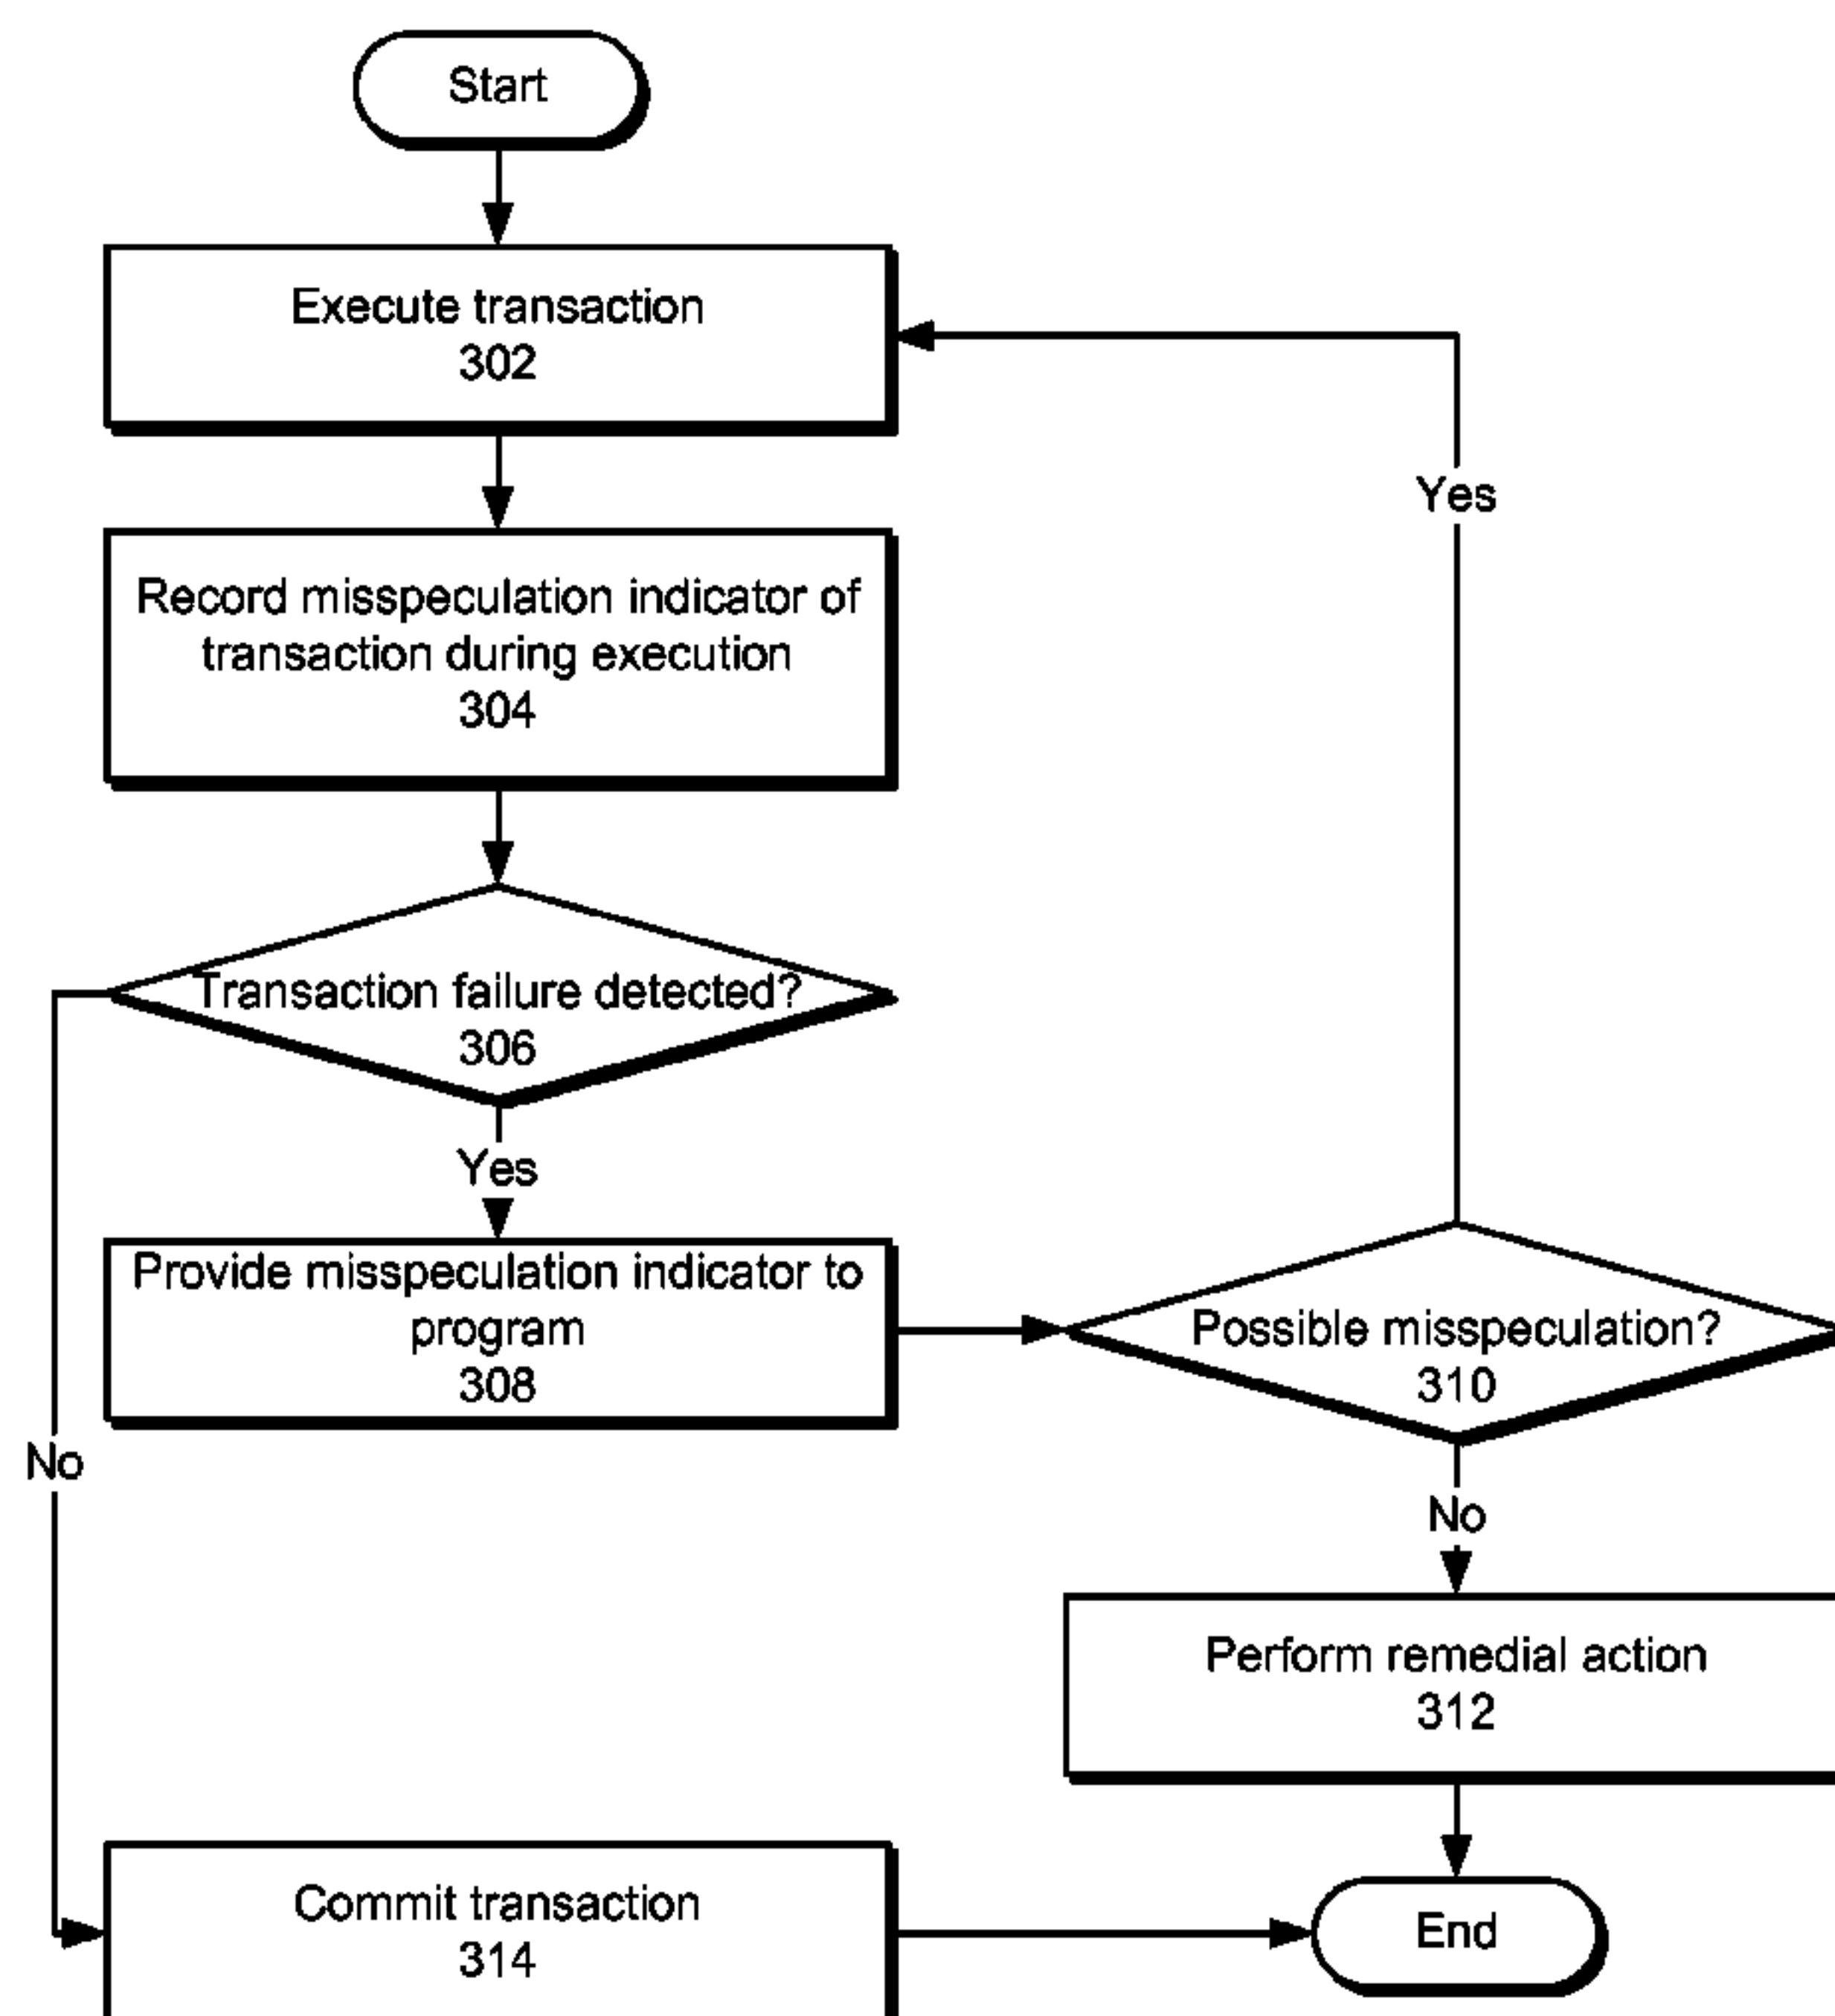 Start
Execute transaction
302
Yes
Record misspeculation indicator of
transaction during execution
304
Transaction failure detected?
306
Yes
Provide misspeculation indicator to
program
308
Possible misspeculation?
310
No
No
Perform remedial action
312
Commit transaction
314
End